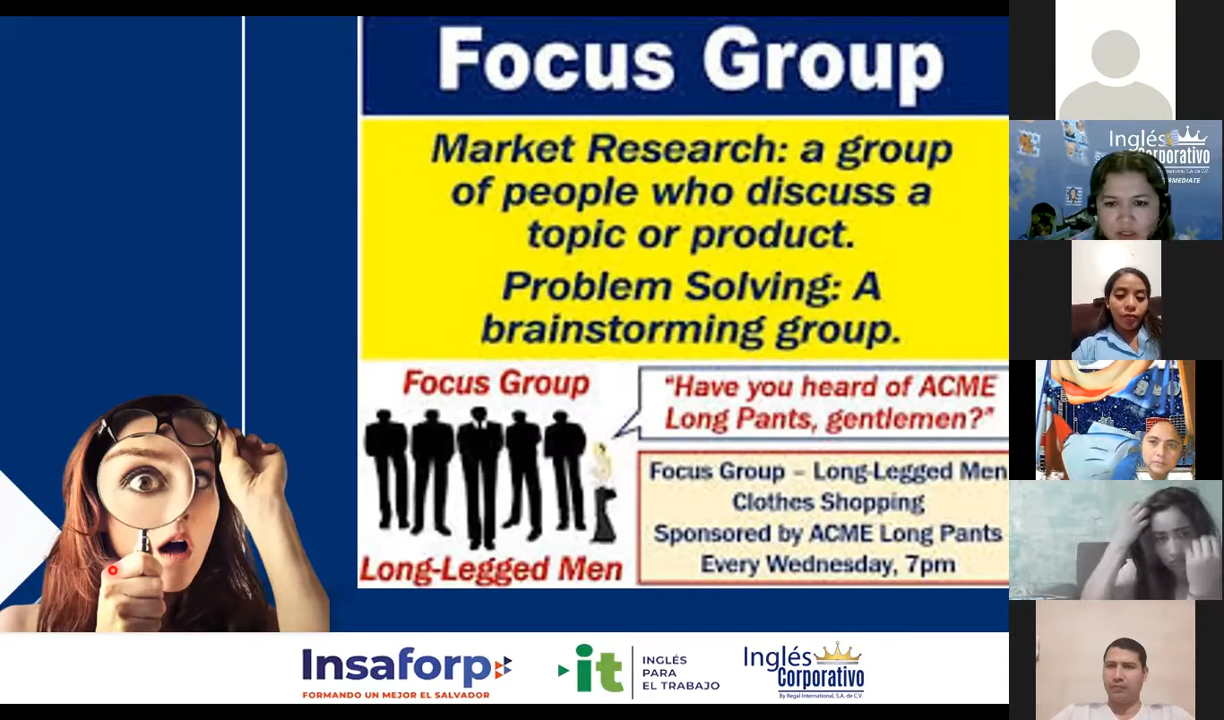 Focus Group
Market Research: a group
of people who discuss a
topic or product.
Problem Solving: A
brainstorming group.
Focus Group
"Have you heard of ACME
Long Pants, gentlemen?"
Focus Group – Long-Legged Men
Clothes Shopping
Sponsored by ACME Long Pants
Every Wednesday, 7pm
Long-Legged Men
Insaforp
FORMANDO UN MEJOR EL SALVADOR
it
INGLÉS
PARA
EL TRABAJO
Inglés
Corporativo
By Regal International, S.A. de C.V.
Inglés
Corporativo